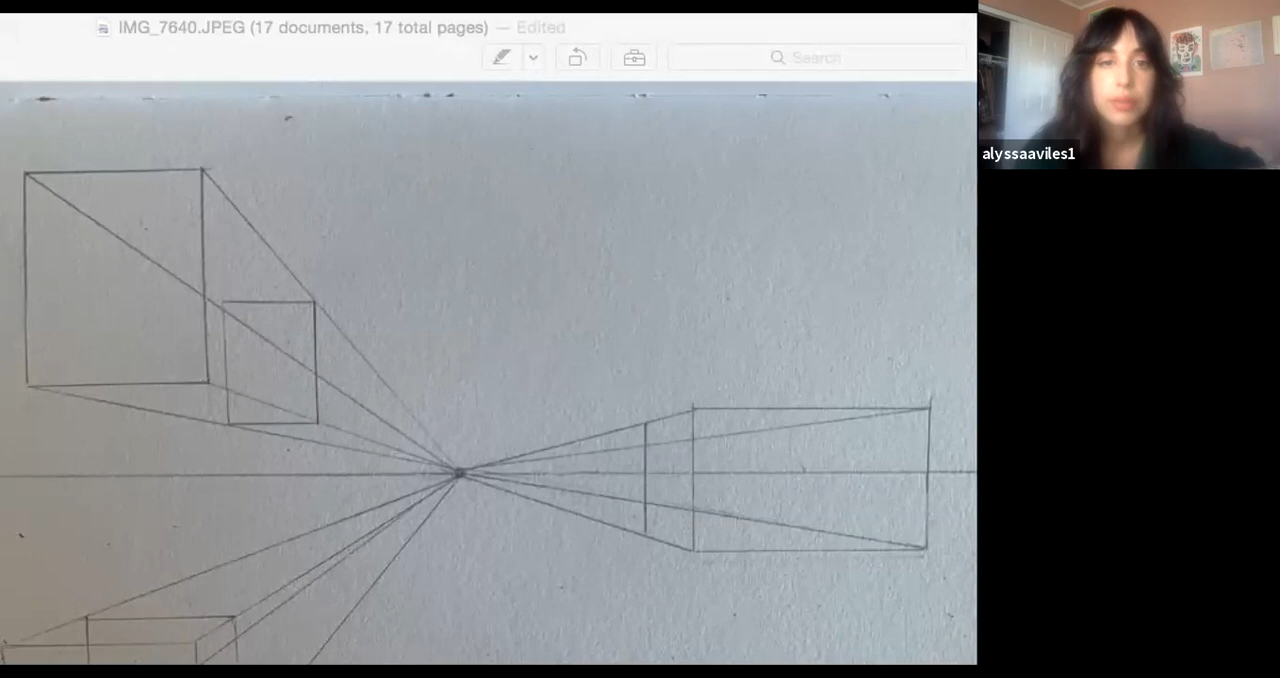 IMG_7640.JPEG (17 documents, 17 total pages) — Edited
Search
alyssaaviles1